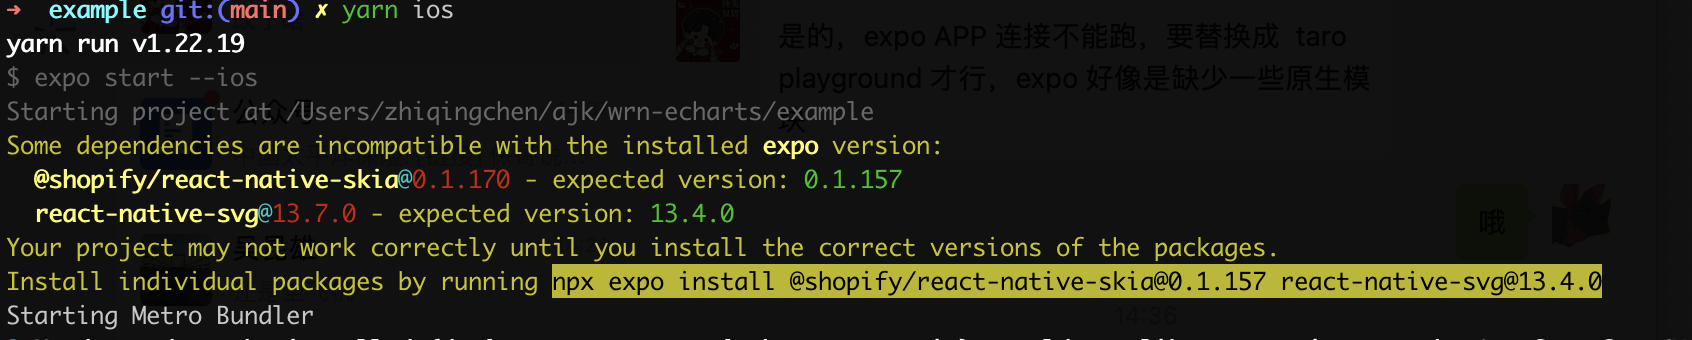 → example git:(main) ✗ yarn ios
yarn run v1.22.19
$ expo start --ios
Starting project at /Users/zhiqingchen/ajk/wrn-echarts/example
Some dependencies are incompatible with the installed expo version:
@shopify/react-native-skia@0.1.170 - expected version: 0.1.157
react-native-svg@13.7.0 - expected version: 13.4.0
Your project may not work correctly until you install the correct versions of the packages.
Install individual packages by running npx expo install @shopify/react-native-skia@0.1.157 react-native-svg@13.4.0
Starting Metro Bundler
是的，expo APP 连接不能跑，要替换成 taro
playground 才行，expo 好像是缺少一些原生模
块
哦
14:36